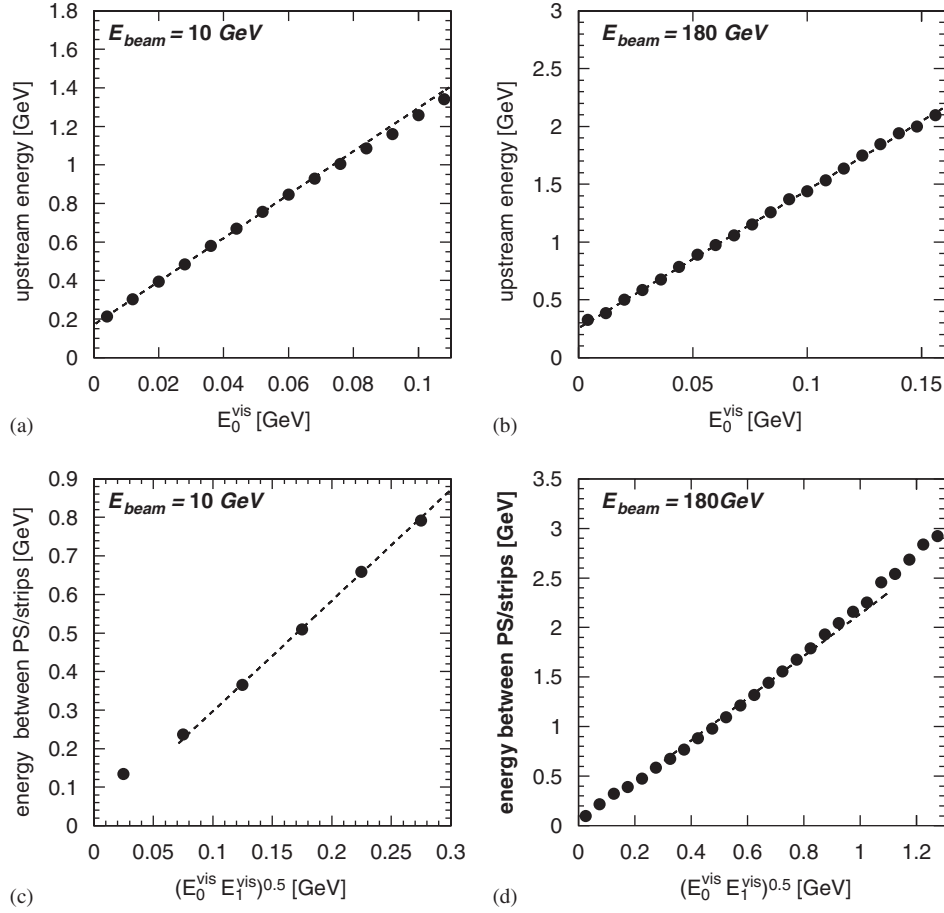 E_beam = 10 GeV
upstream energy [GeV]
1.8
1.6
1.4
1.2
1
0.8
0.6
0.4
0.2
0
0 0.02 0.04 0.06 0.08 0.1
E_0^vis [GeV]
(a)
E_beam = 180 GeV
upstream energy [GeV]
3
2.5
2
1.5
1
0.5
0
0 0.05 0.1 0.15
E_0^vis [GeV]
(b)
E_beam = 10 GeV
energy between PS/strips [GeV]
0.9
0.8
0.7
0.6
0.5
0.4
0.3
0.2
0.1
0
0 0.05 0.1 0.15 0.2 0.25 0.3
(E_0^vis E_1^vis)^0.5 [GeV]
(c)
E_beam = 180GeV
energy between PS/strips [GeV]
3.5
3
2.5
2
1.5
1
0.5
0
0 0.2 0.4 0.6 0.8 1 1.2
(E_0^vis E_1^vis)^0.5 [GeV]
(d)